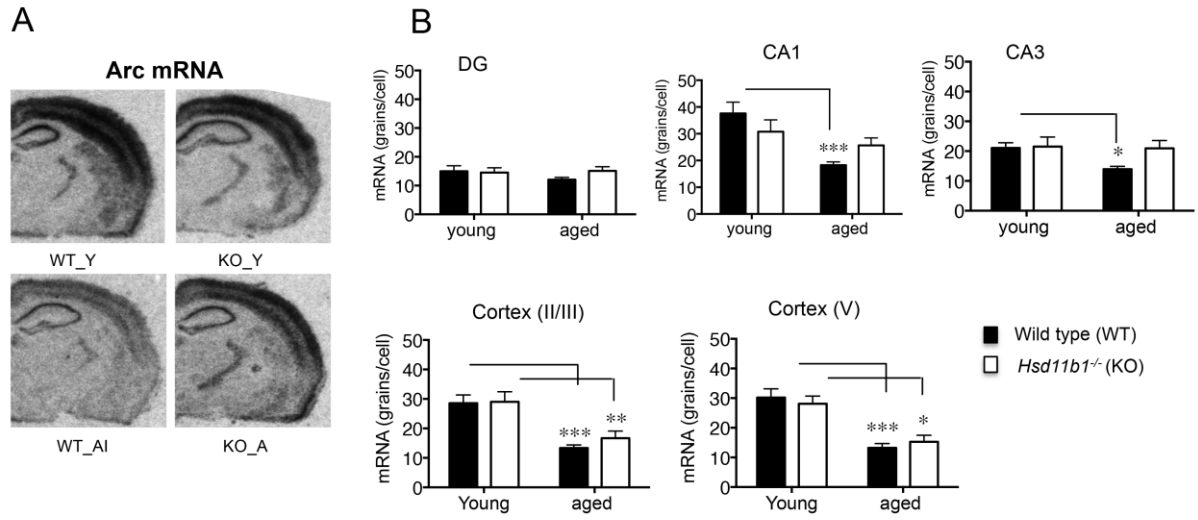 A
Arc mRNA
WT_Y
KO_Y
WT_AI
KO_A
B
DG
mRNA (grains/cell)
50
40
30
20
10
0
young
aged
CA1
mRNA (grains/cell)
50
40
30
20
10
0
***
young
aged
CA3
mRNA (grains/cell)
50
40
30
20
10
0
*
young
aged
Cortex (II/III)
mRNA (grains/cell)
50
40
30
20
10
0
***
**
Young
aged
Cortex (V)
mRNA (grains/cell)
50
40
30
20
10
0
***
*
Young
aged
Wild type (WT)
Hsd11b1-/- (KO)